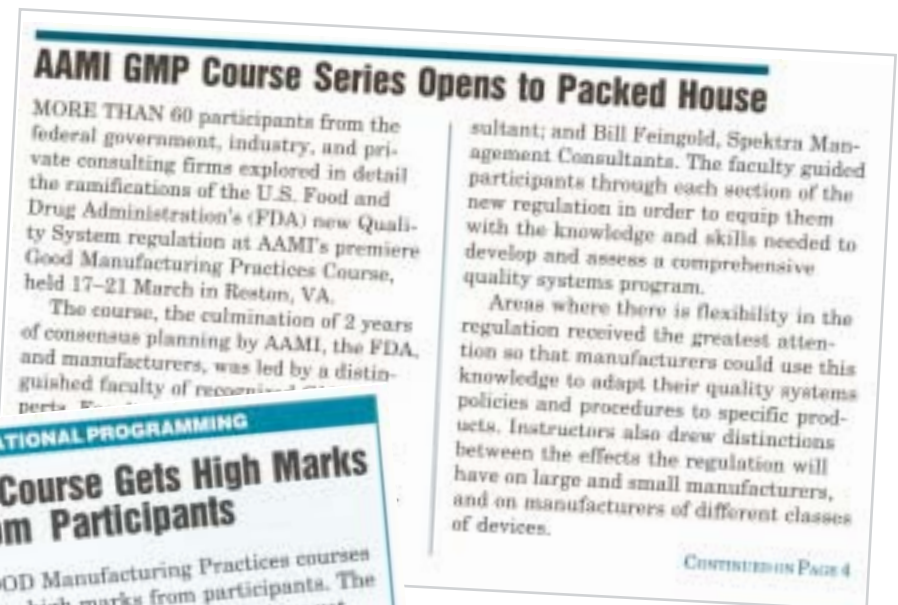 AAMI GMP Course Series Opens to Packed House
MORE THAN 60 participants from the
federal government, industry, and pri-
vate consulting firms explored in detail
the ramifications of the U.S. Food and
Drug Administration's (FDA) new Quali-
ty System regulation at AAMI's premiere
Good Manufacturing Practices Course,
held 17–21 March in Reston, VA.
The course, the culmination of 2 years
of consensus planning by AAMI, the FDA,
and manufacturers, was led by a distin-
guished faculty of recognized
perts.
sultant; and Bill Feingold, Spektra Man-
agement Consultants. The faculty guided
participants through each section of the
new regulation in order to equip them
with the knowledge and skills needed to
develop and assess a comprehensive
quality systems program.
Areas where there is flexibility in the
regulation received the greatest atten-
tion so that manufacturers could use this
knowledge to adapt their quality systems
policies and procedures to specific prod-
ucts. Instructors also drew distinctions
between the effects the regulation will
have on large and small manufacturers,
and on manufacturers of different classes
of devices.
CONTINUED ON PAGE 4
ATIONAL PROGRAMMING
Course Gets High Marks
om Participants
OOD Manufacturing Practices courses
high marks from participants. The